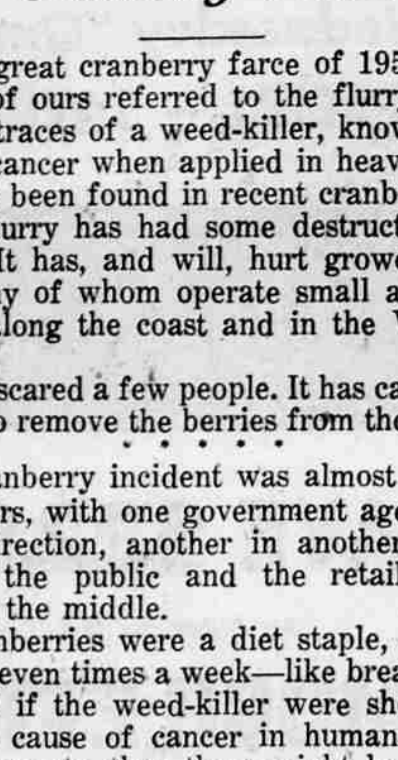 great cranberry farce of 195
of ours referred to the flurr
traces of a weed-killer, know
cancer when applied in heav
been found in recent cranb
urry has had some destruct
It has, and will, hurt growe
y of whom operate small a
long the coast and in the
scared a few people. It has ca
o remove the berries from the
* * * * *
nberry incident was almost
rs, with one government age
rection, another in another
the public and the retail
the middle.
nberries were a diet staple,
even times a week—like brea
if the weed-killer were sh
cause of cancer in human